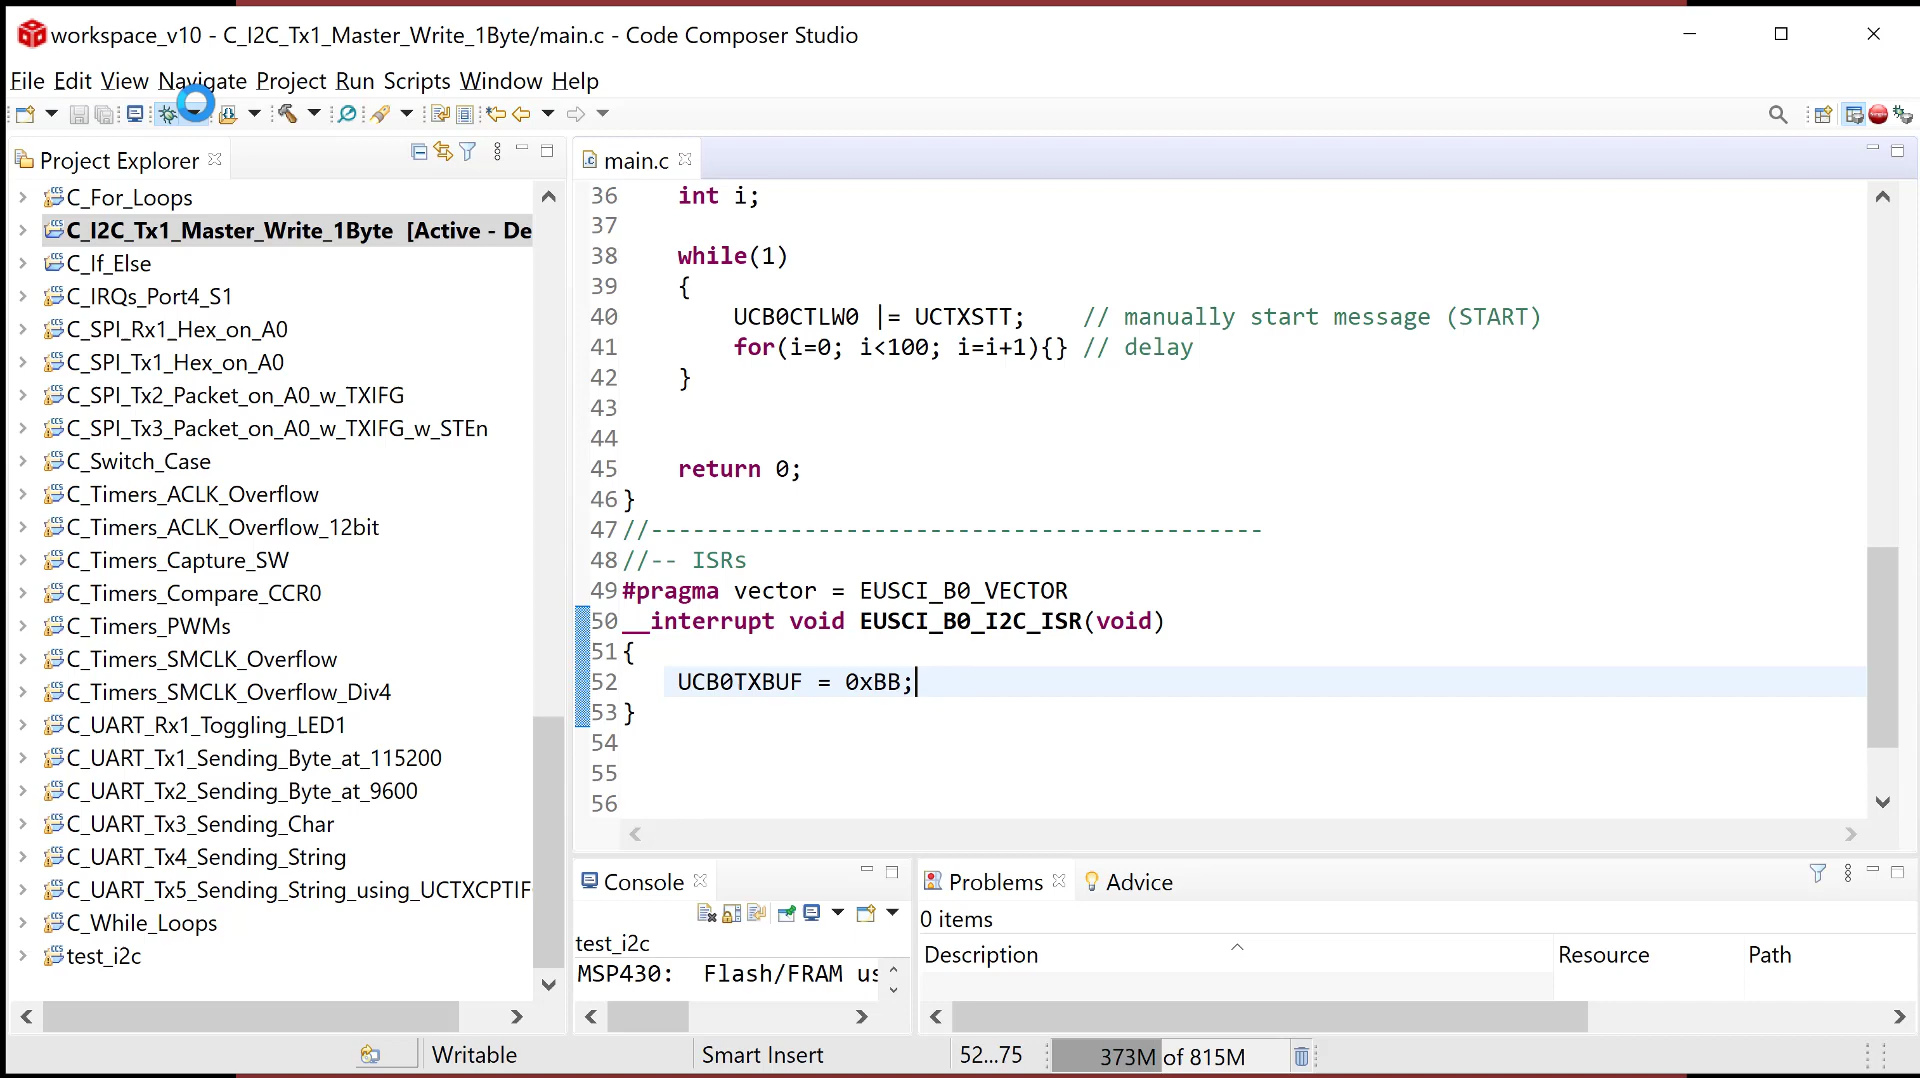 workspace_v10 - C_I2C_Tx1_Master_Write_1Byte/main.c - Code Composer Studio
File Edit View Navigate Project Run Scripts Window Help
Project Explorer
C_For_Loops
C_I2C_Tx1_Master_Write_1Byte [Active - De
C_If_Else
C_IRQs_Port4_S1
C_SPI_Rx1_Hex_on_A0
C_SPI_Tx1_Hex_on_A0
C_SPI_Tx2_Packet_on_A0_w_TXIFG
C_SPI_Tx3_Packet_on_A0_w_TXIFG_w_STEn
C_Switch_Case
C_Timers_ACLK_Overflow
C_Timers_ACLK_Overflow_12bit
C_Timers_Capture_SW
C_Timers_Compare_CCR0
C_Timers_PWMs
C_Timers_SMCLK_Overflow
C_Timers_SMCLK_Overflow_Div4
C_UART_Rx1_Toggling_LED1
C_UART_Tx1_Sending_Byte_at_115200
C_UART_Tx2_Sending_Byte_at_9600
C_UART_Tx3_Sending_Char
C_UART_Tx4_Sending_String
C_UART_Tx5_Sending_String_using_UCTXCPTIF
C_While_Loops
test_i2c
main.c
36 int i;
37
38 while(1)
39 {
40 UCB0CTLW0 |= UCTXSTT; // manually start message (START)
41 for(i=0; i<100; i=i+1){} // delay
42 }
43
44
45 return 0;
46 }
47 //--------------------------------------------
48 //-- ISRs
49 #pragma vector = EUSCI_B0_VECTOR
50 __interrupt void EUSCI_B0_I2C_ISR(void)
51 {
52 UCB0TXBUF = 0xBB;
53 }
54
55
56
Console
test_i2c
MSP430: Flash/FRAM us
Problems
Advice
0 items
Description Resource Path
Writable Smart Insert 52...75 373M of 815M